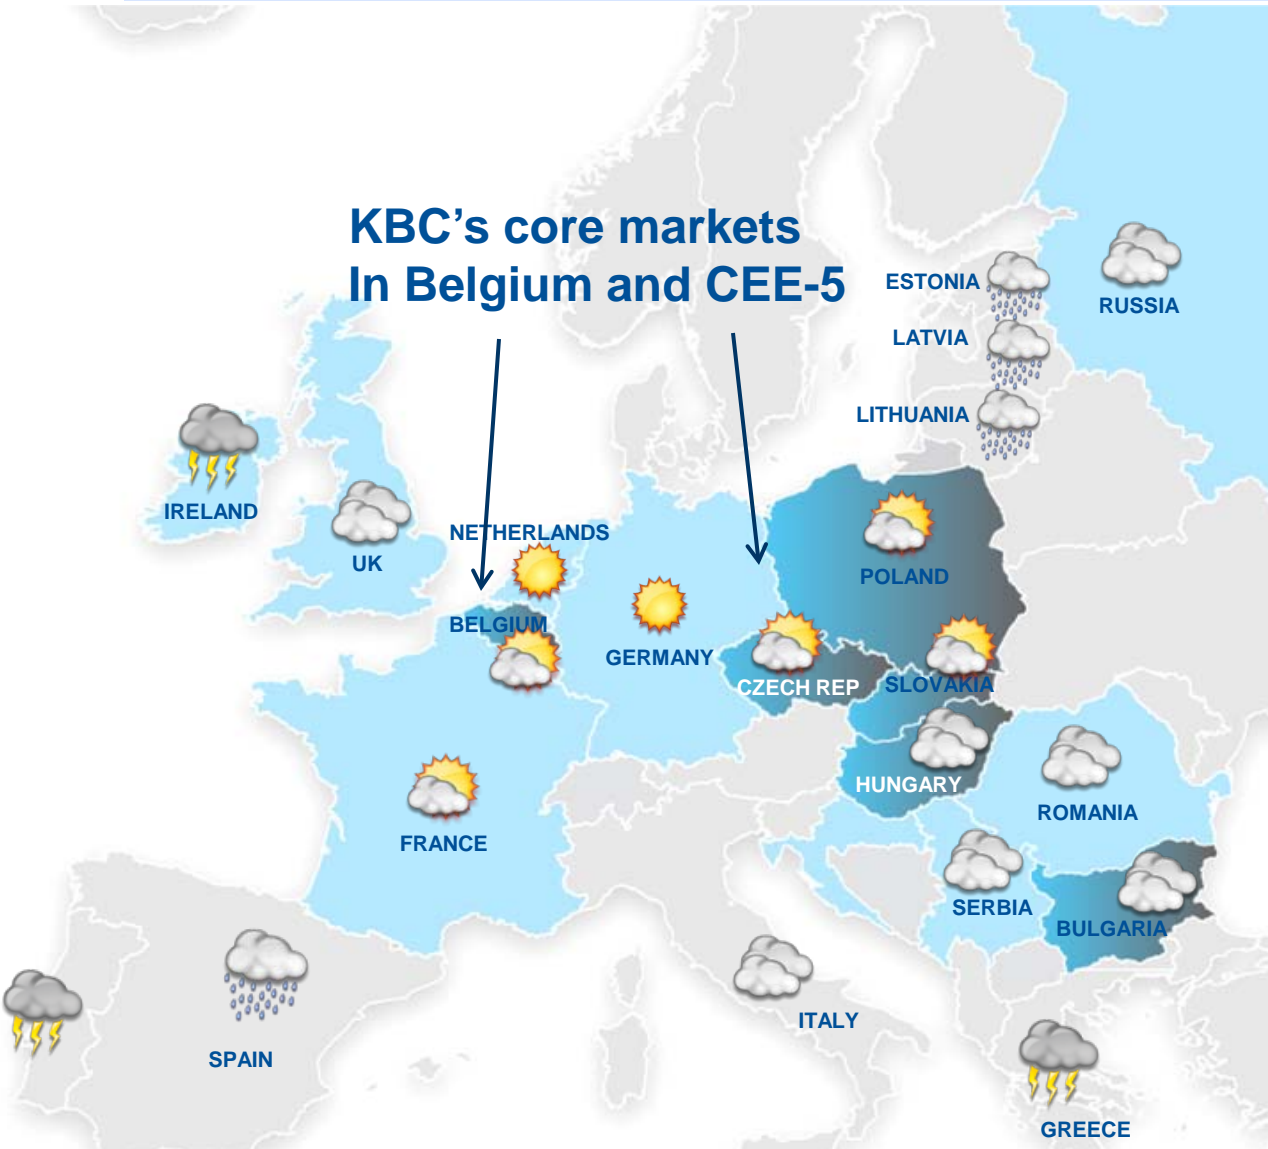 KBC’s core markets
In Belgium and CEE-5
ESTONIA
RUSSIA
LATVIA
LITHUANIA
IRELAND
NETHERLANDS
UK
POLAND
BELGIUM
GERMANY
CZECH REP
SLOVAKIA
HUNGARY
ROMANIA
FRANCE
SERBIA
BULGARIA
ITALY
SPAIN
GREECE